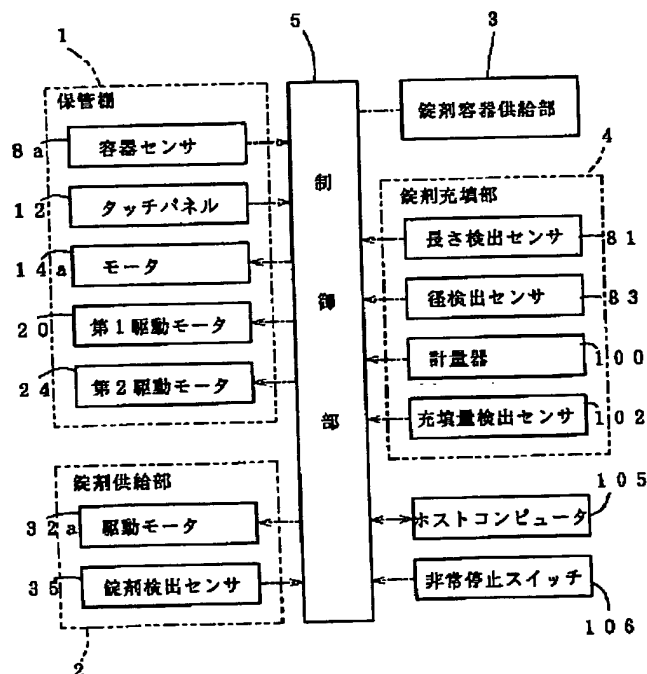 1
保管棚
8a
容器センサ
12
タッチパネル
14a
モータ
20
第1駆動モータ
24
第2駆動モータ
錠剤供給部
32a
駆動モータ
35
錠剤検出センサ
2
5
制御部
3
錠剤容器供給部
4
錠剤充填部
長さ検出センサ
81
径検出センサ
83
計量器
100
充填量検出センサ
102
105
ホストコンピュータ
非常停止スイッチ
106